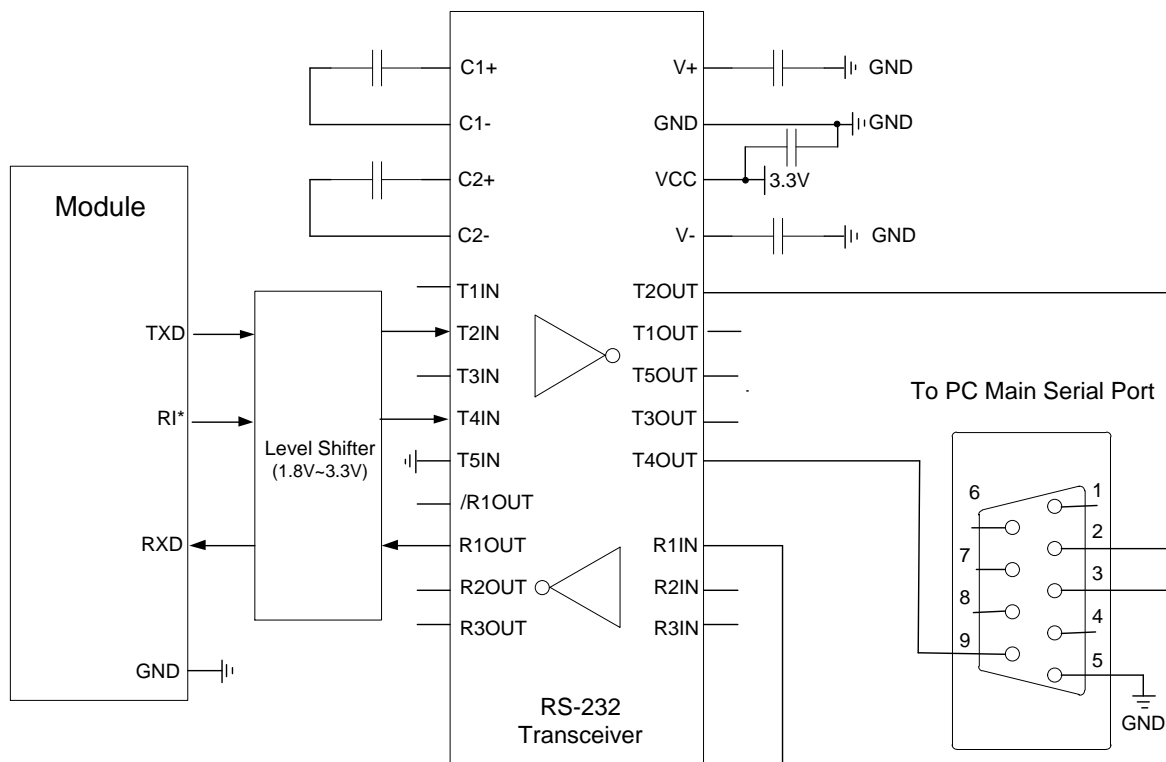 Module
TXD
RI*
RXD
GND
Level Shifter
(1.8V~3.3V)
C1+
C1-
C2+
C2-
T1IN
T2IN
T3IN
T4IN
T5IN
/R1OUT
R1OUT
R2OUT
R3OUT
V+
GND
VCC
V-
T2OUT
T1OUT
T5OUT
T3OUT
T4OUT
R1IN
R2IN
R3IN
RS-232
Transceiver
GND
GND
3.3V
GND
To PC Main Serial Port
6
7
8
9
1
2
3
4
5
GND